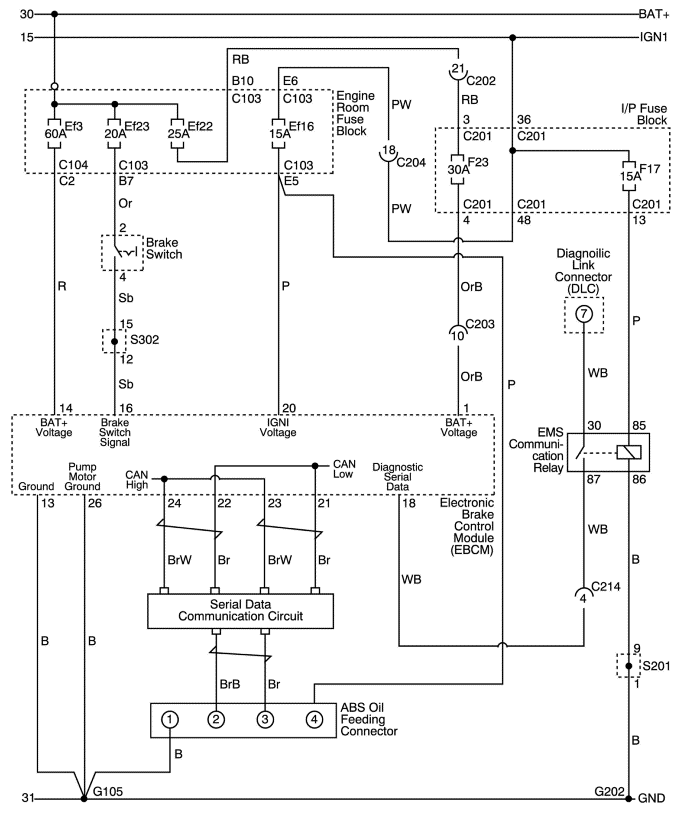 30
BAT+
15
IGN1
RB
21
C202
B10
E6
C103
C103
Engine
Room
Fuse
Block
PW
RB
I/P Fuse
Block
3
36
C201
C201
Ef3
60A
Ef23
20A
Ef22
25A
Ef16
15A
18
C204
F23
30A
F17
15A
C104
C103
C103
C2
B7
E5
C201
C201
C201
4
48
13
Or
PW
2
Brake
Switch
4
Diagnoilic
Link
Connector
(DLC)
7
R
Sb
P
OrB
P
15
S302
12
C203
10
Sb
OrB
P
WB
14
16
20
1
BAT+
Voltage
Brake
Switch
Signal
IGNI
Voltage
BAT+
Voltage
30
85
EMS
Communi-
cation
Relay
87
86
Ground
Pump
Motor
Ground
CAN
High
CAN
Low
Diagnostic
Serial
Data
13
26
24
22
23
21
18
Electronic
Brake
Control
Module
(EBCM)
BrW
Br
BrW
Br
WB
WB
B
C214
4
Serial Data
Communication Circuit
B
B
9
S201
1
BrB
Br
1
2
3
4
ABS Oil
Feeding
Connector
B
B
31
G105
G202
GND